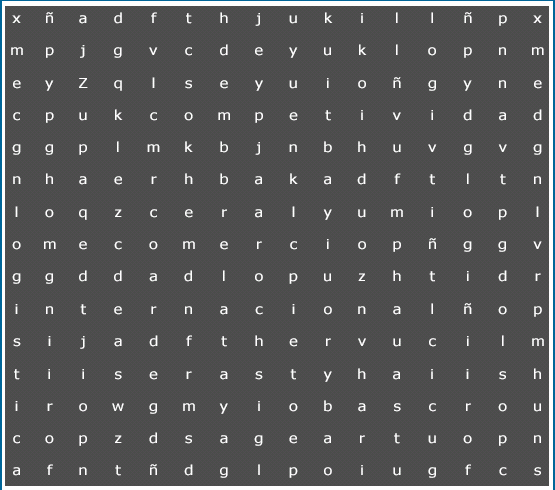 x ñ a d f t h j u k i l l ñ p x
m p j g v c d e y u k l o p n m
e y Z q l s e y u i o ñ g y n e
c p u k c o m p e t i v i d a d
g g p l m k b j n b h u v g v g
n h a e r h b a k a d f t l t n
l o q z c e r a l y u m i o p l
o m e c o m e r c i o p ñ g g v
g g d d a d l o p u z h t i d r
i n t e r n a c i o n a l ñ o p
s i j a d f t h e r v u c i l m
t i i s e r a s t y h a i i s h
i r o w g m y i o b a s c r o u
c o p z d s a g e a r t u o p n
a f n t ñ d g l p o i u g f c s